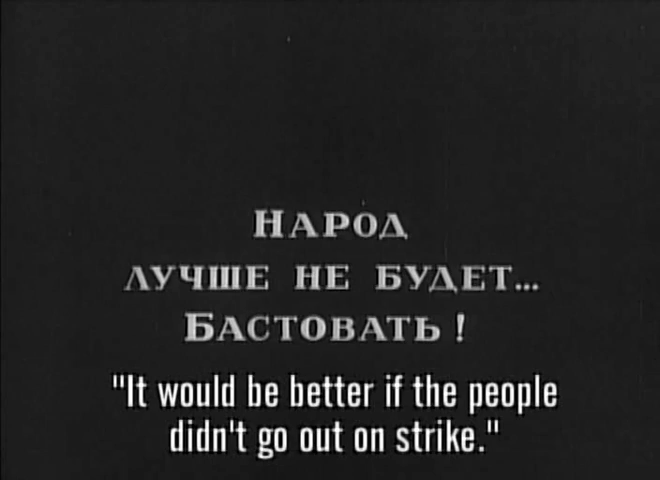 НАРОД
ЛУЧШЕ НЕ БУДЕТ...
БАСТОВАТЬ!
"It would be better if the people
didn't go out on strike."